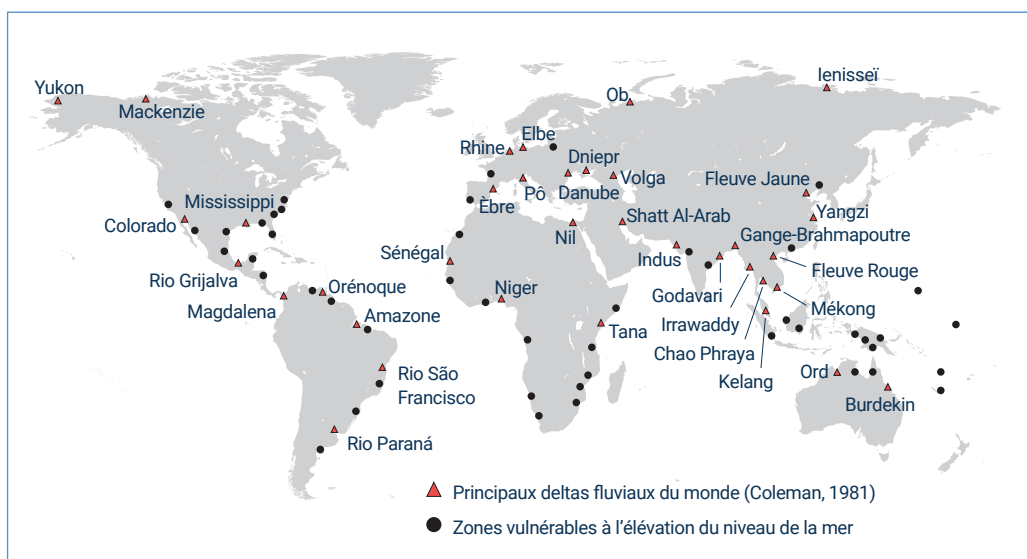 Yukon
Mackenzie
Ob
Ienisseï
Elbe
Rhine
Dniepr
Volga
Danube
Pô
Èbre
Fleuve Jaune
Mississippi
Colorado
Shatt Al-Arab
Yangzi
Nil
Gange-Brahmapoutre
Sénégal
Indus
Fleuve Rouge
Rio Grijalva
Godavari
Orénoque
Niger
Mékong
Magdalena
Amazone
Irrawaddy
Tana
Chao Phraya
Kelang
Rio São
Francisco
Ord
Burdekin
Rio Paraná
Principaux deltas fluviaux du monde (Coleman, 1981)
Zones vulnérables à l'élévation du niveau de la mer